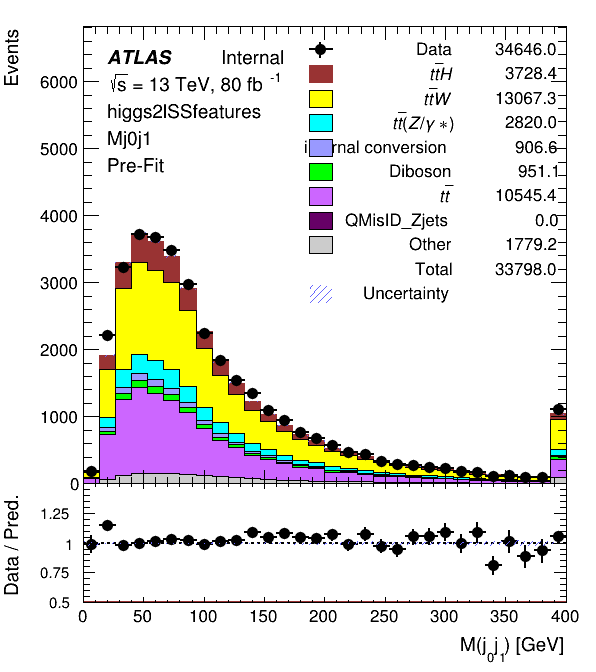 Events
ATLAS Internal
√s = 13 TeV, 80 fb⁻¹
higgs2lSSfeatures
Mj0j1
Pre-Fit
Data 34646.0
tt̄H 3728.4
tt̄W 13067.3
tt̄(Z/γ*) 2820.0
internal conversion 906.6
Diboson 951.1
tt̄ 10545.4
QMisID_Zjets 0.0
Other 1779.2
Total 33798.0
Uncertainty
6000
5000
4000
3000
2000
1000
0
Data / Pred.
1.25
1
0.75
0.5
0 50 100 150 200 250 300 350 400
M(j₀j₁) [GeV]